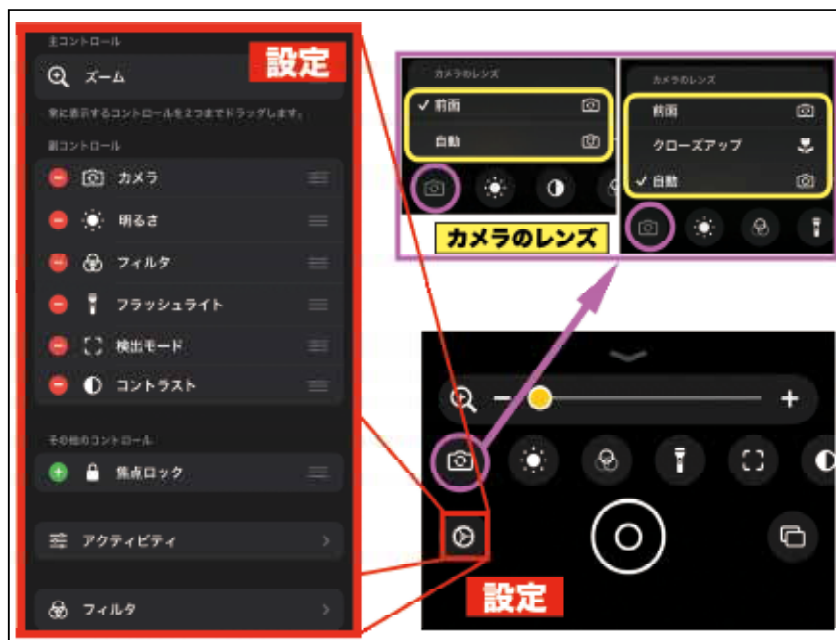 主コントロール
ズーム
設定
常に表示するコントロールを2つまでドラッグします。
副コントロール
カメラ
明るさ
フィルタ
フラッシュライト
検出モード
コントラスト
その他のコントロール
焦点ロック
アクティビティ
フィルタ
カメラのレンズ
前面
自動
カメラのレンズ
前面
クローズアップ
自動
カメラのレンズ
設定